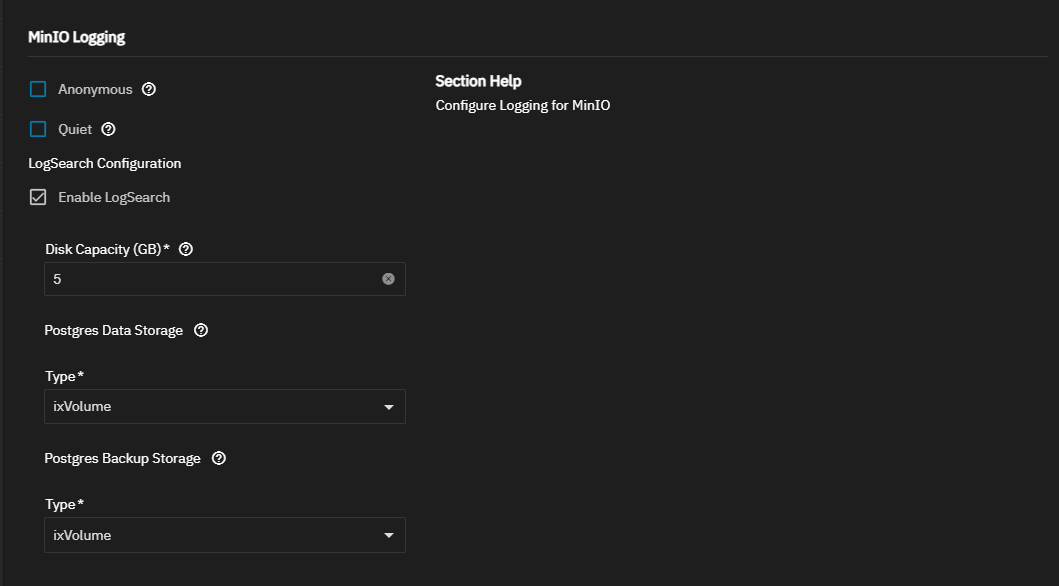 MinIO Logging
Anonymous
Quiet
LogSearch Configuration
Enable LogSearch
Disk Capacity (GB) *
5
Postgres Data Storage
Type *
ixVolume
Postgres Backup Storage
Type *
ixVolume
Section Help
Configure Logging for MinIO